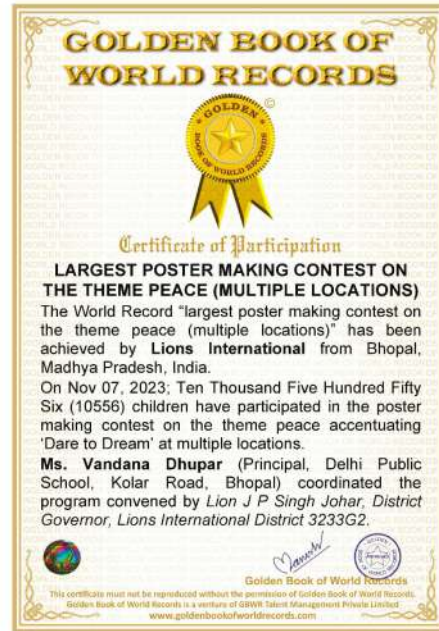 GOLDEN BOOK OF
WORLD RECORDS
GOLDEN
BOOK OF WORLD RECORDS
©
Certificate of Participation
LARGEST POSTER MAKING CONTEST ON
THE THEME PEACE (MULTIPLE LOCATIONS)
The World Record “largest poster making contest on
the theme peace (multiple locations)” has been
achieved by Lions International from Bhopal,
Madhya Pradesh, India.
On Nov 07, 2023; Ten Thousand Five Hundred Fifty
Six (10556) children have participated in the poster
making contest on the theme peace accentuating
‘Dare to Dream’ at multiple locations.
Ms. Vandana Dhupar (Principal, Delhi Public
School, Kolar Road, Bhopal) coordinated the
program convened by Lion J P Singh Johar, District
Governor, Lions International District 3233G2.
Golden Book of World Records
This certificate must not be reproduced without the permission of Golden Book of World Records.
Golden Book of World Records is a venture of GBWR Talent Management Private Limited
www.goldenbookofworldrecords.com